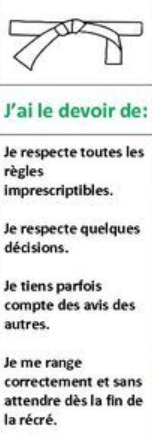 J'ai le devoir de:
Je respecte toutes les
règles
imprescriptibles.
Je respecte quelques
décisions.
Je tiens parfois
compte des avis des
autres.
Je me range
correctement et sans
attendre dès la fin de
la récré.